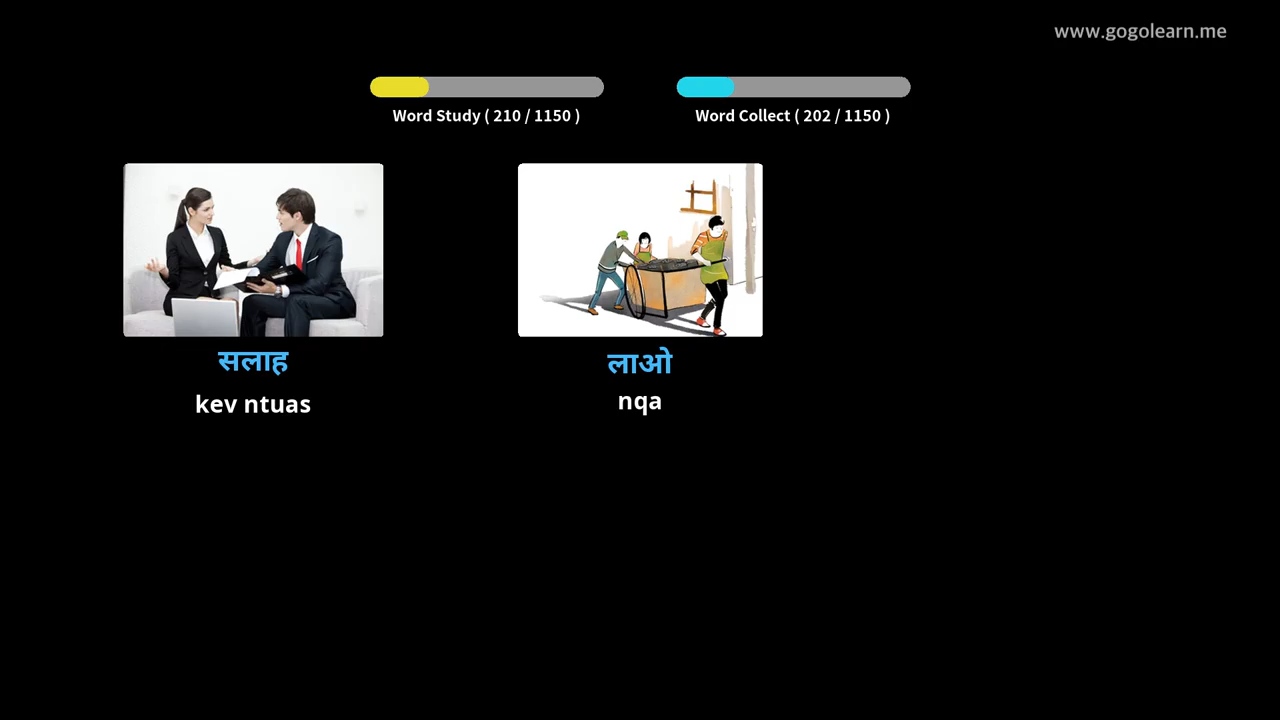 www.gogolearn.me
Word Study ( 210 / 1150 )
Word Collect ( 202 / 1150 )
सलाह
kev ntuas
लाओ
nqa